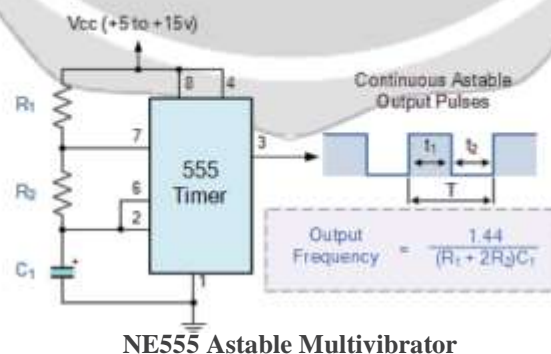 Vcc (+5 to +15v)
R₁
R₂
C₁
8
4
7
6
2
3
1
555
Timer
Continuous Astable
Output Pulses
t₁
t₂
T
Output
Frequency
=
1.44
(R₁ + 2R₂)C₁
NE555 Astable Multivibrator